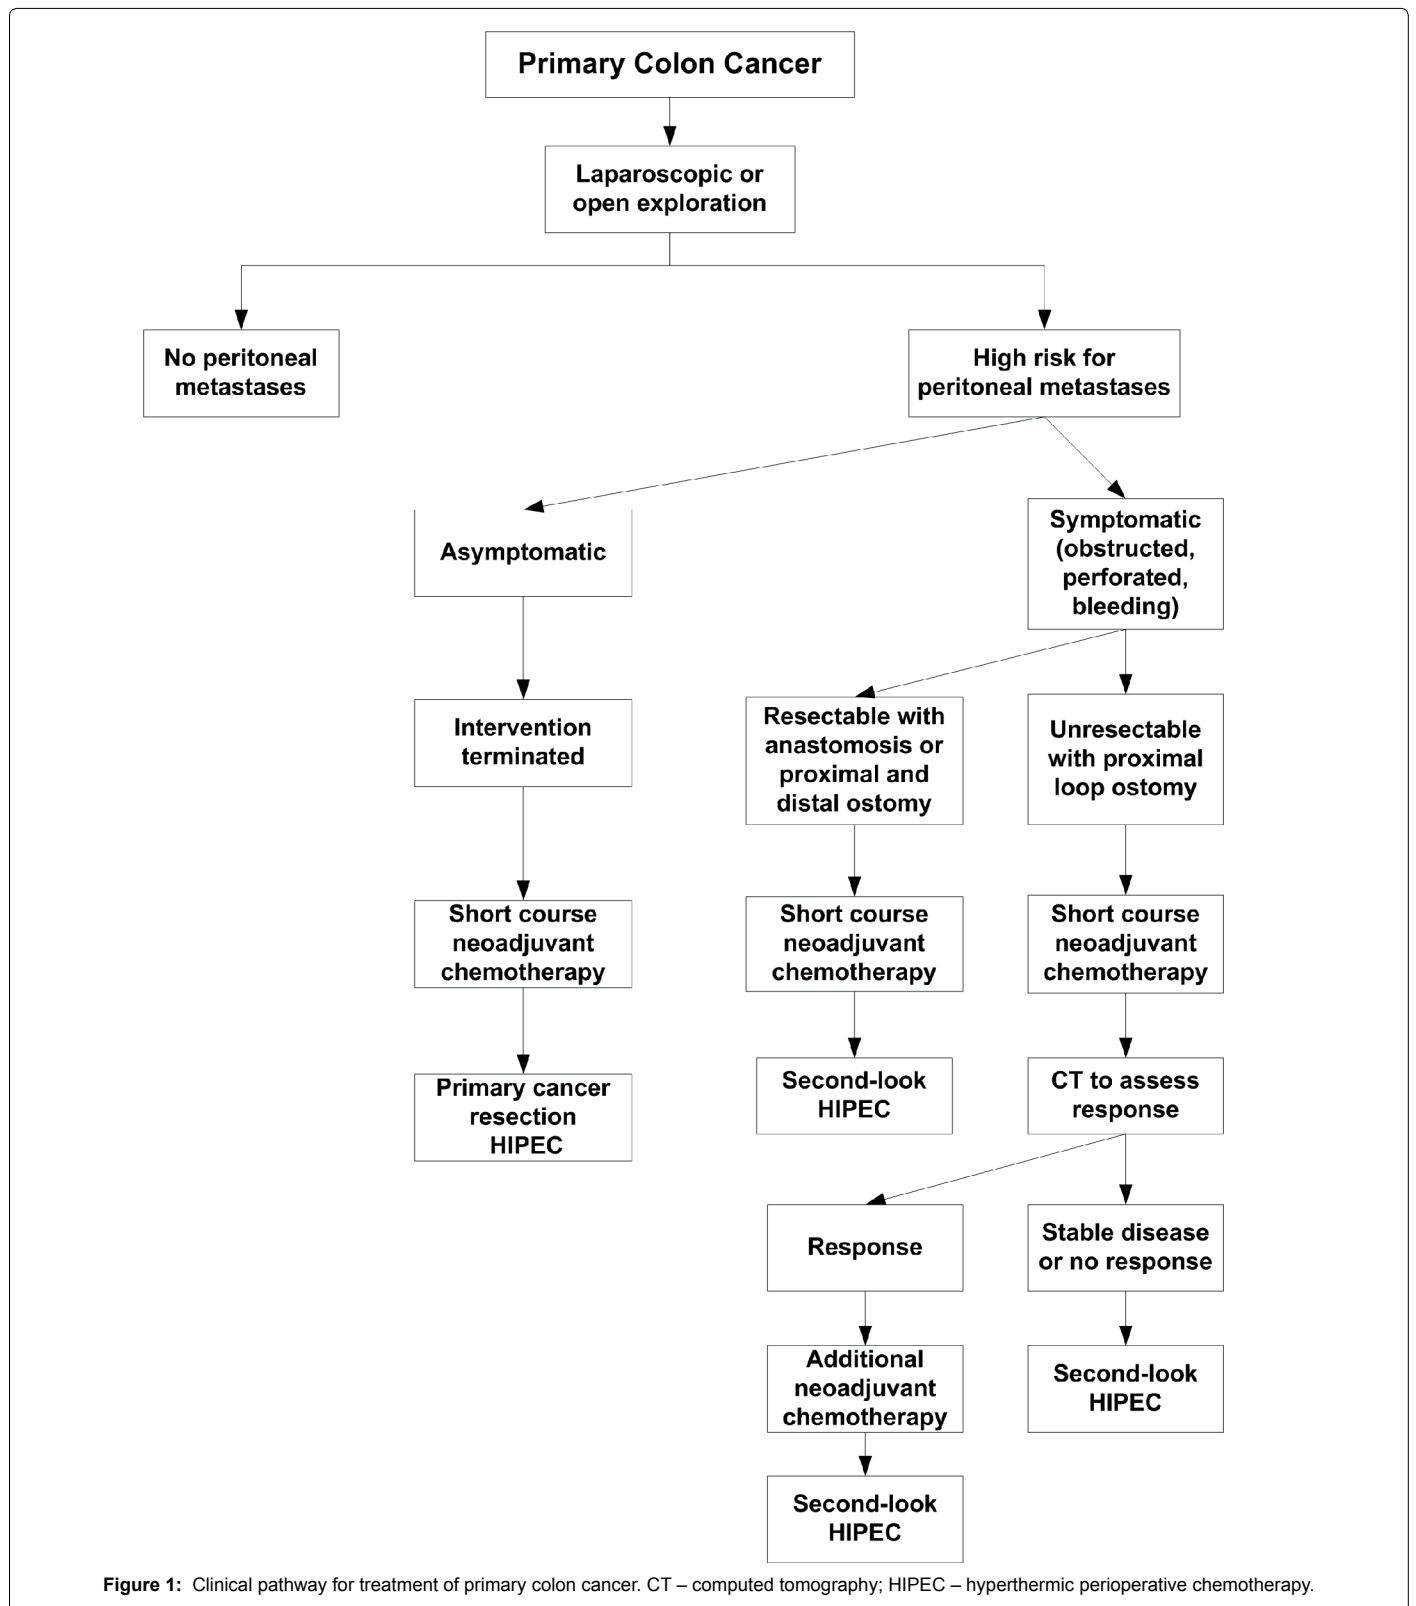 Primary Colon Cancer
Laparoscopic or
open exploration
No peritoneal
metastases
High risk for
peritoneal metastases
Asymptomatic
Symptomatic
(obstructed,
perforated,
bleeding)
Intervention
terminated
Resectable with
anastomosis or
proximal and
distal ostomy
Unresectable
with proximal
loop ostomy
Short course
neoadjuvant
chemotherapy
Short course
neoadjuvant
chemotherapy
Short course
neoadjuvant
chemotherapy
Primary cancer
resection
HIPEC
Second-look
HIPEC
CT to assess
response
Response
Stable disease
or no response
Additional
neoadjuvant
chemotherapy
Second-look
HIPEC
Second-look
HIPEC
Figure 1: Clinical pathway for treatment of primary colon cancer. CT – computed tomography; HIPEC – hyperthermic perioperative chemotherapy.